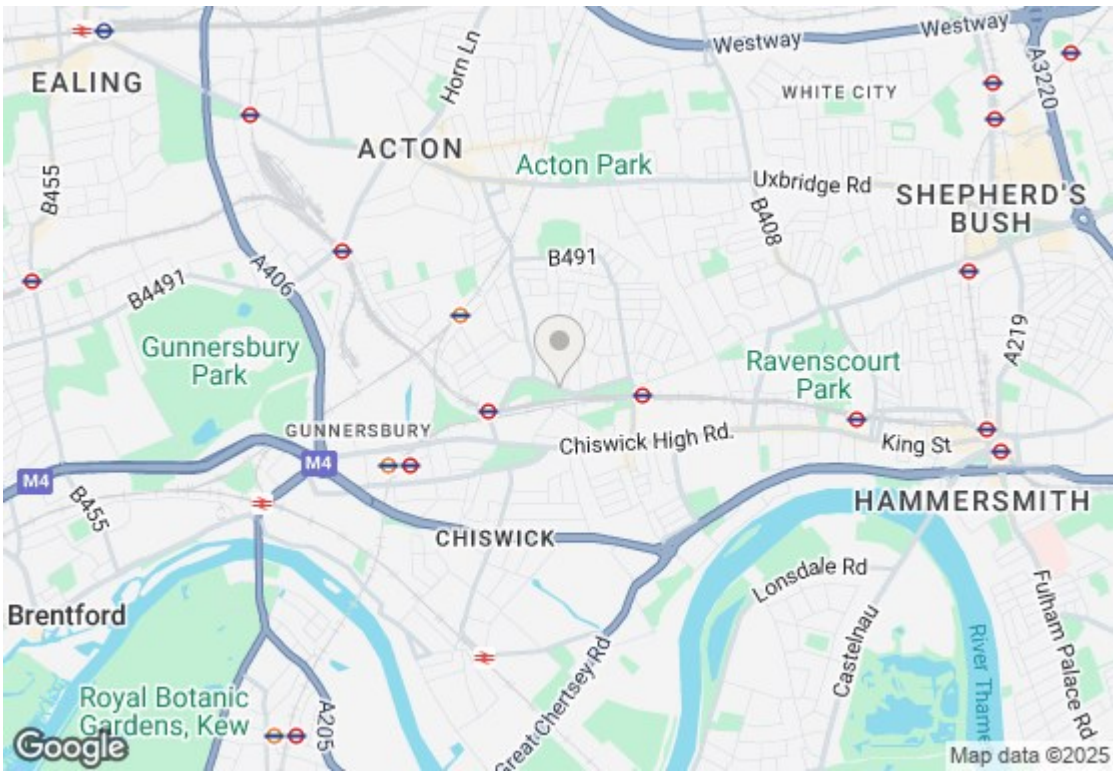 Westway
Westway
A3220
EALING
Horn Ln
WHITE CITY
ACTON
Acton Park
Uxbridge Rd
B455
SHEPHERD'S
BUSH
B408
B491
B4491
A406
A219
Gunnersbury
Park
Ravenscourt
Park
GUNNERSBURY
Chiswick High Rd.
King St
M4
M4
B455
HAMMERSMITH
CHISWICK
Lonsdale Rd
Brentford
Castelnau
River Thame
Fulham Palace Rd
Royal Botanic
Gardens, Kew
A205
Great Chertsey Rd
Google
Map data ©2025